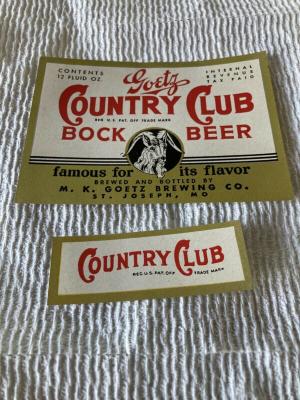 CONTENTS
12 FLUID OZ.
Goetz
INTERNAL
REVENUE
TAX PAID
COUNTRY CLUB
REG. U.S. PAT. OFF. TRADE MARK
BOCK BEER
famous for its flavor
BREWED AND BOTTLED BY
M. K. GOETZ BREWING CO.
ST. JOSEPH, MO
COUNTRY CLUB
REG. U.S. PAT. OFF. TRADE MARK